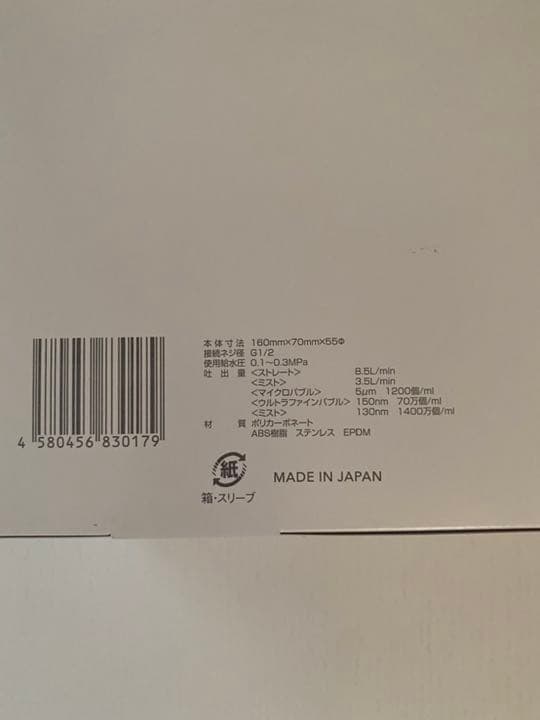 本体寸法 160mm×70mm×55Φ
接続ネジ径 G1/2
使用給水圧 0.1〜0.3MPa
吐出量 <ストレート> 8.5L/min
<ミスト> 3.5L/min
<マイクロバブル> 5μm 1200個/ml
<ウルトラファインバブル> 150nm 70万個/ml
<ミスト> 130nm 1400万個/ml
材質 ポリカーボネート
ABS樹脂 ステンレス EPDM
4 580456 830179
紙
箱・スリーブ
MADE IN JAPAN